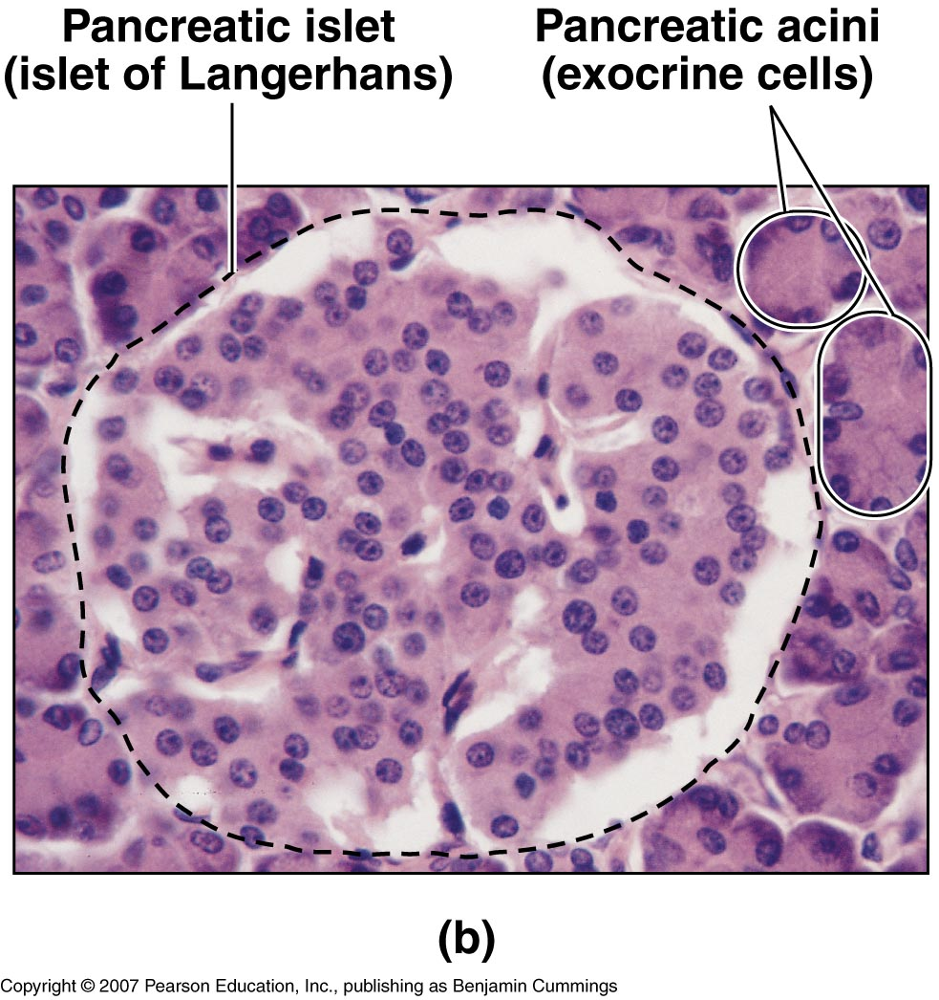 Pancreatic islet
(islet of Langerhans)
Pancreatic acini
(exocrine cells)
(b)
Copyright © 2007 Pearson Education, Inc., publishing as Benjamin Cummings